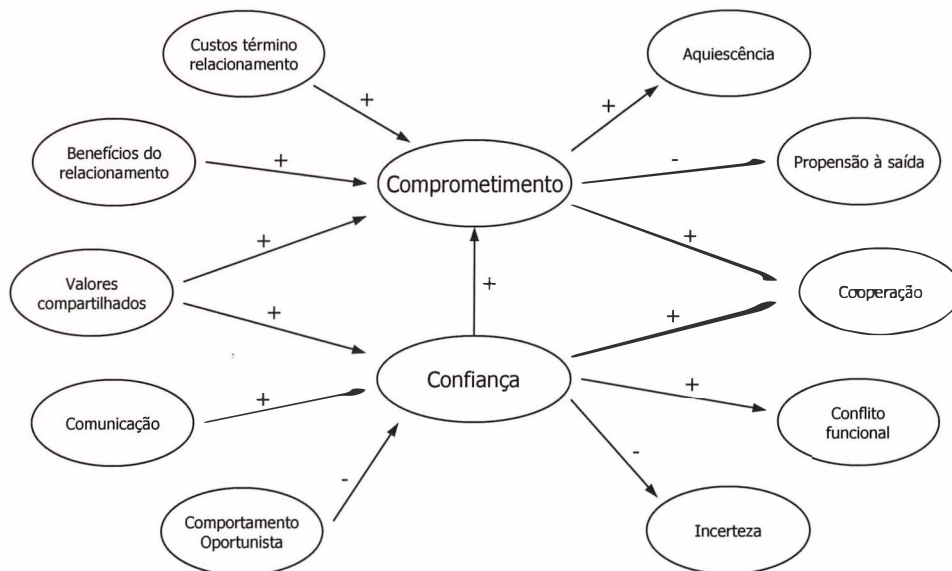 Custos término
relacionamento
Aquiescência
+
+
Benefícios do
relacionamento
+
Comprometimento
-
Propensão à saída
+
+
Valores
compartilhados
+
+
+
Cooperação
Confiança
+
+
Comunicação
Conflito
funcional
-
-
Comportamento
Oportunista
Incerteza